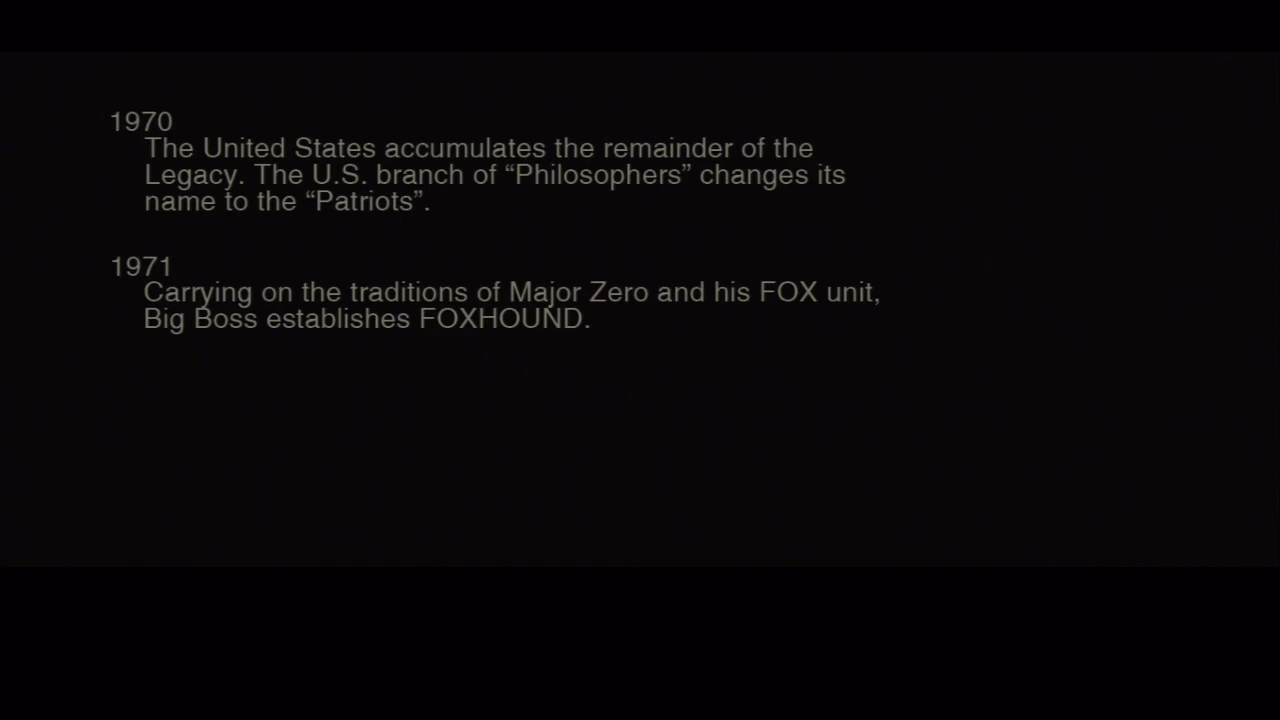 1970
The United States accumulates the remainder of the
Legacy. The U.S. branch of “Philosophers” changes its
name to the “Patriots”.
1971
Carrying on the traditions of Major Zero and his FOX unit,
Big Boss establishes FOXHOUND.